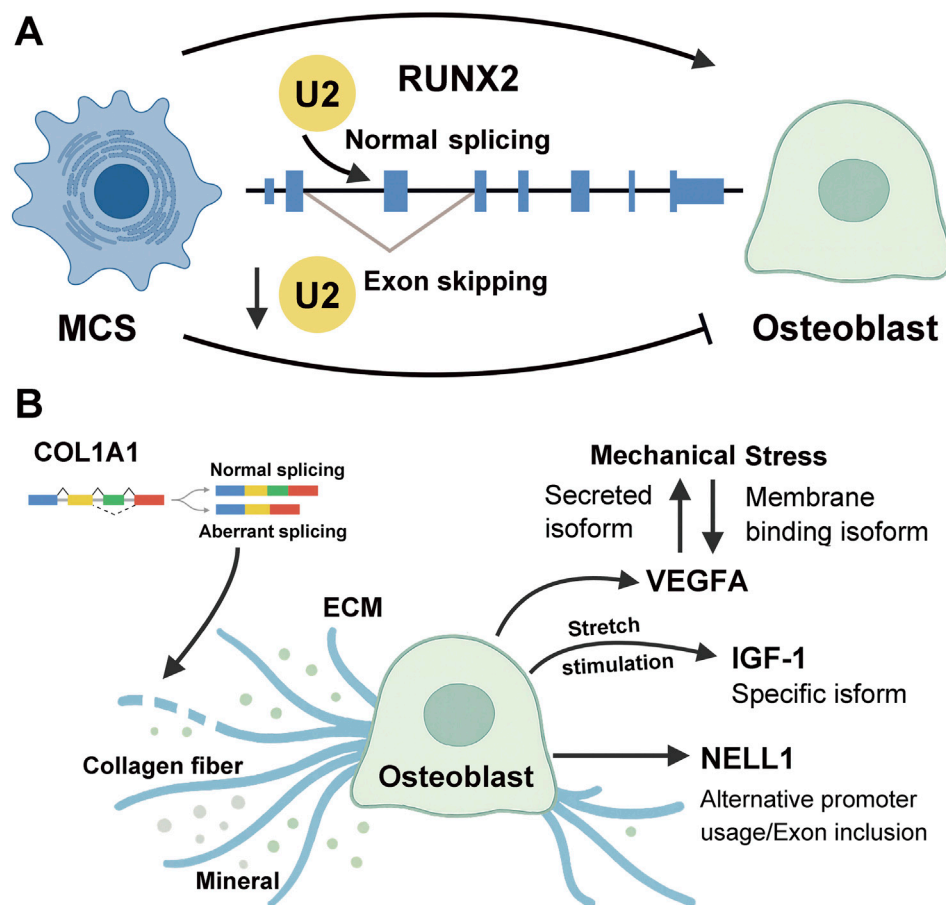 A
U2
RUNX2
Normal splicing
U2
Exon skipping
MCS
Osteoblast
B
COL1A1
Normal splicing
Aberrant splicing
Mechanical Stress
Secreted
isoform
Membrane
binding isoform
VEGFA
ECM
Stretch
stimulation
IGF-1
Specific isform
Collagen fiber
Osteoblast
NELL1
Alternative promoter
usage/Exon inclusion
Mineral